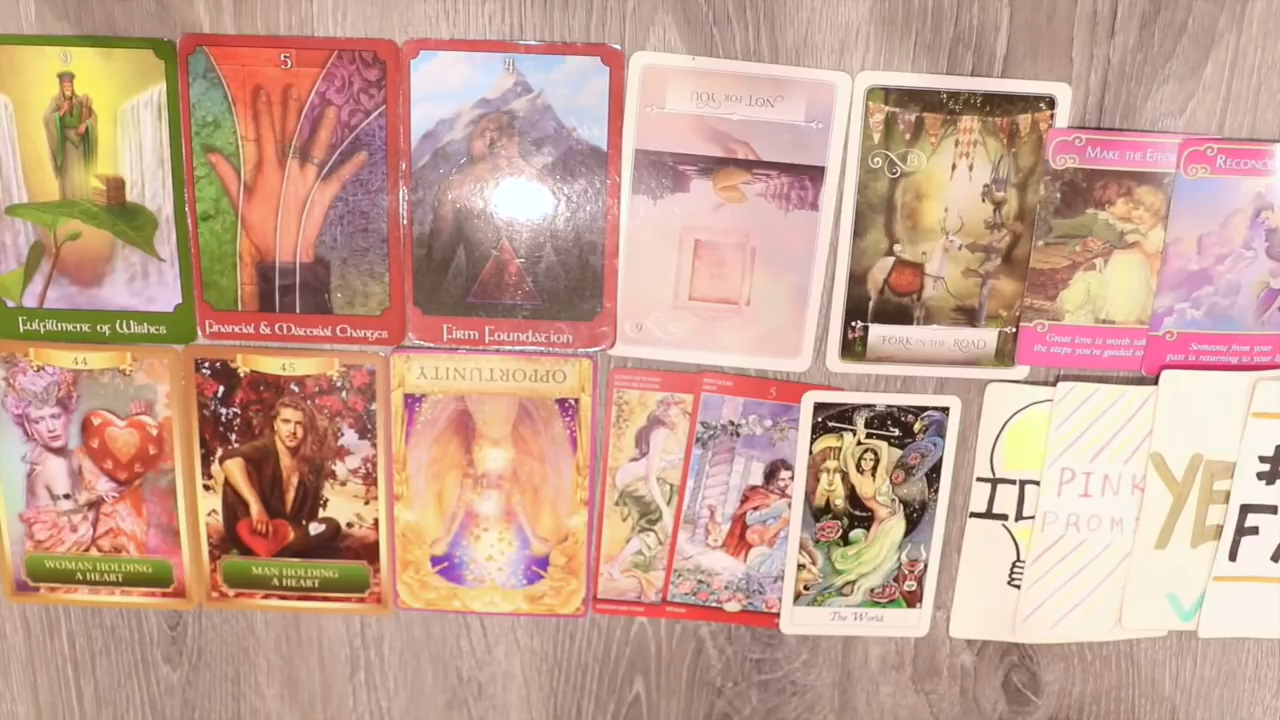 9
Fulfillment of Wishes
5
Financial & Material Changes
4
Firm Foundation
NOT FOR YOU
9
13
FORK IN THE ROAD
MAKE THE EFFO
Great love is worth tak
the steps you're guided to
RECONC
Someone from your
past is returning to your
44
WOMAN HOLDING
A HEART
45
MAN HOLDING
A HEART
OPPORTUNITY
5
The World
ID
PINK
PROM
YE
#
FA